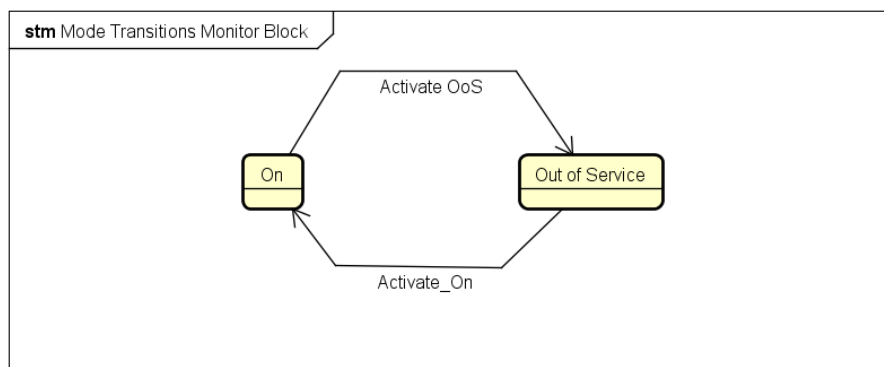 stm Mode Transitions Monitor Block
Activate OoS
On
Out of Service
Activate_On